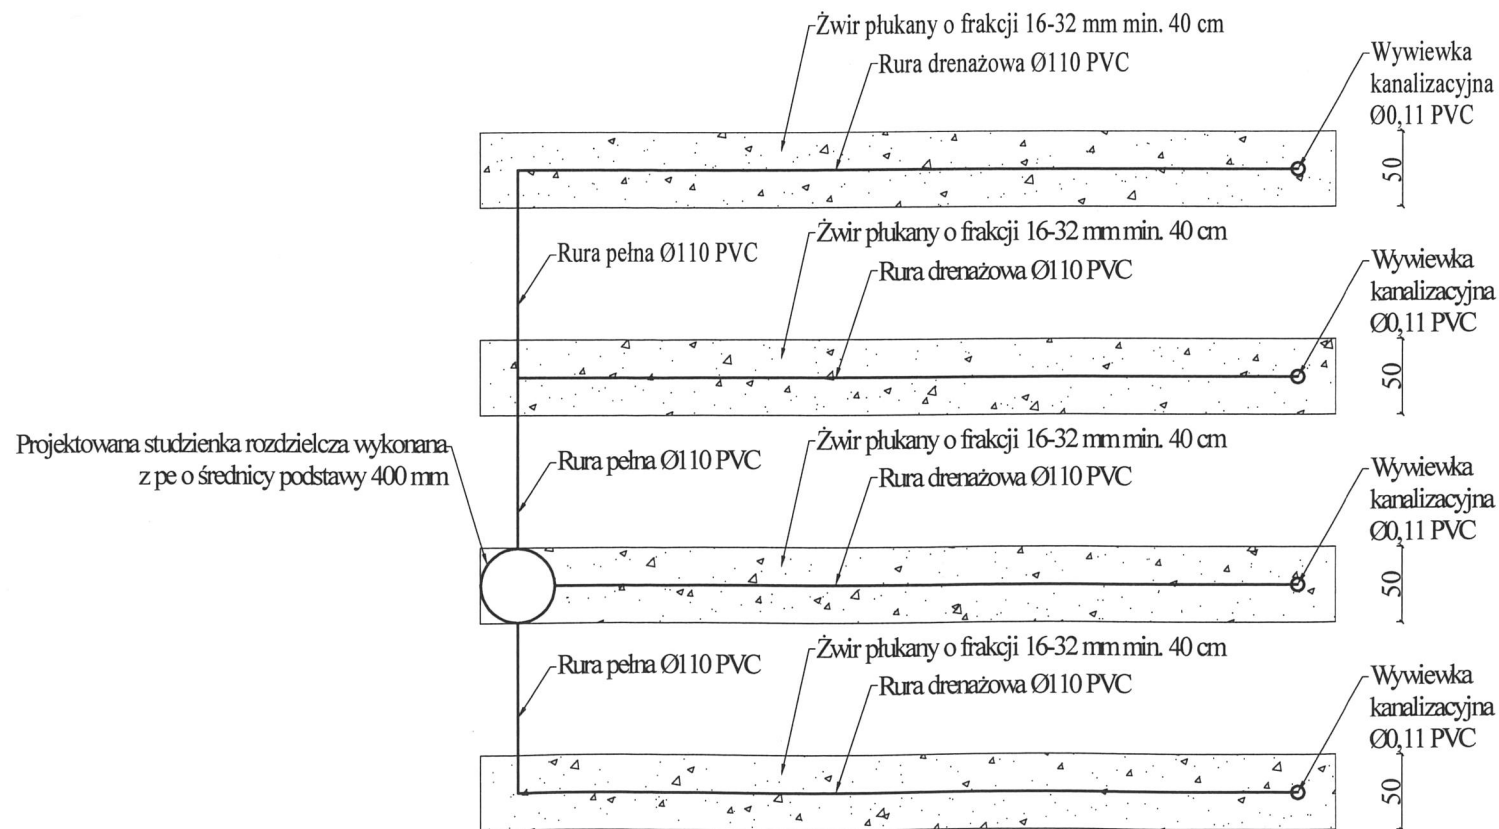 Żwir płukany o frakcji 16-32 mm min. 40 cm
Rura drenażowa Ø110 PVC
Wywiewka
kanalizacyjna
Ø0,11 PVC
50
Rura pełna Ø110 PVC
Żwir płukany o frakcji 16-32 mm min. 40 cm
Rura drenażowa Ø110 PVC
Wywiewka
kanalizacyjna
Ø0,11 PVC
50
Projektowana studzienka rozdzielcza wykonana
z pe o średnicy podstawy 400 mm
Rura pełna Ø110 PVC
Żwir płukany o frakcji 16-32 mm min. 40 cm
Rura drenażowa Ø110 PVC
Wywiewka
kanalizacyjna
Ø0,11 PVC
50
Rura pełna Ø110 PVC
Żwir płukany o frakcji 16-32 mm min. 40 cm
Rura drenażowa Ø110 PVC
Wywiewka
kanalizacyjna
Ø0,11 PVC
50